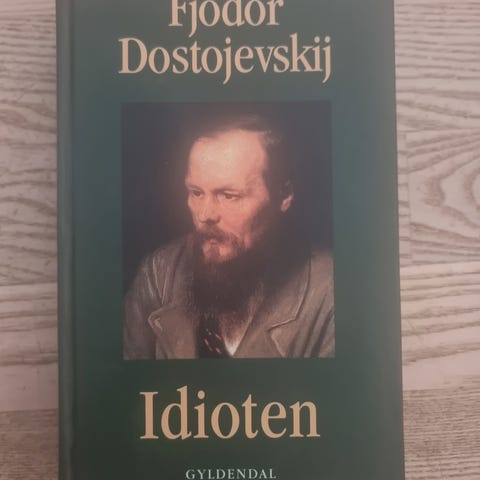 Fjodor
Dostojevskij
Idioten
GYLDENDAL